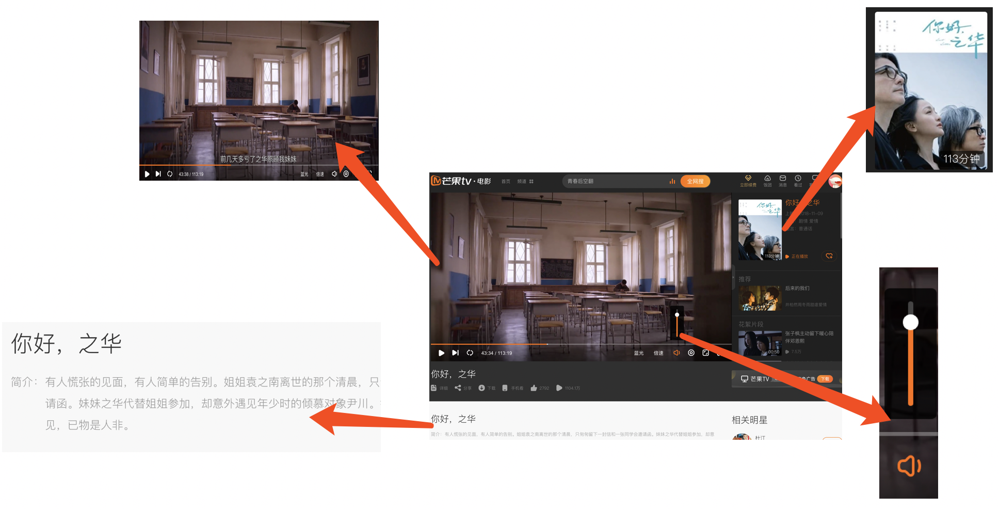 前几天多亏了之华照顾我妹妹
43:38 / 113:19
蓝光
倍速
你好
之华
113分钟
芒果tv·电影
首页
频道
青春后空翻
全网搜
立即续费
饭团
消息
看过
你好
之华
113分钟
你好
之华
2018-11-09
剧情 爱情
普通话
正在播放
推荐
后来的我们
井柏然周冬雨甜虐爱情
花絮片段
张子枫主动留下暖心陪
伴邓恩熙
00:50
7.5万
43:34 / 113:19
蓝光
倍速
你好，之华
详细
分享
下载
手机看
2792
1104.1万
芒果TV
广告
下载
你好，之华
简介：有人慌张的见面，有人简单的告别。姐姐袁之南离世的那个清晨，只匆匆留下一封信和一张同学会邀请函。妹妹之华代替姐姐参加，却意
相关明星
杜江
你好，之华
简介：有人慌张的见面，有人简单的告别。姐姐袁之南离世的那个清晨，只
请函。妹妹之华代替姐姐参加，却意外遇见年少时的倾慕对象尹川。
见，已物是人非。